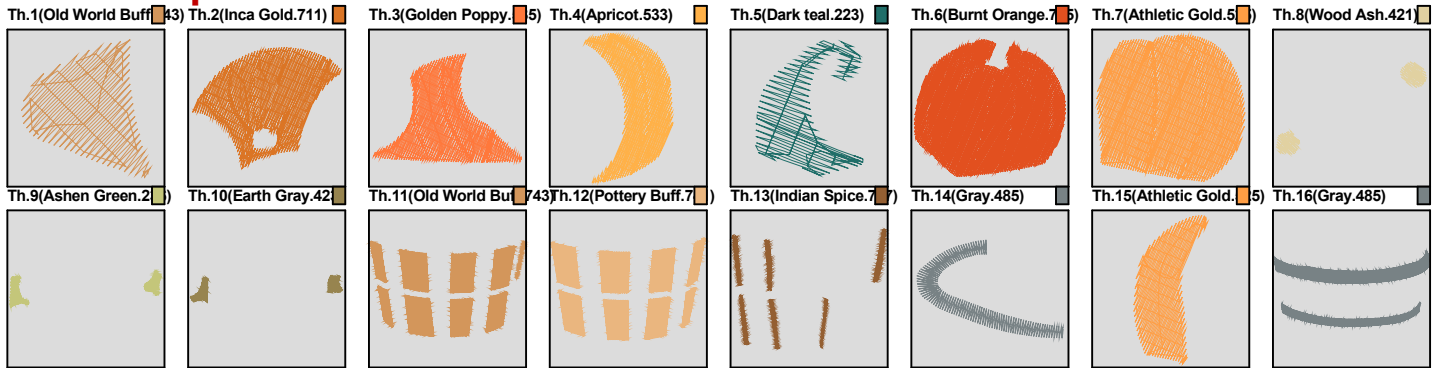 Th.1(Old World Buff. 43) Th.2(Inca Gold.711) Th.3(Golden Poppy. 5) Th.4(Apricot.533) Th.5(Dark teal.223) Th.6(Burnt Orange.7 5) Th.7(Athletic Gold.5 ) Th.8(Wood Ash.421)
Th.9(Ashen Green.2 ) Th.10(Earth Gray.423 Th.11(Old World Buf 743) Th.12(Pottery Buff.7 ) Th.13(Indian Spice.7 7) Th.14(Gray.485) Th.15(Athletic Gold. 5) Th.16(Gray.485)